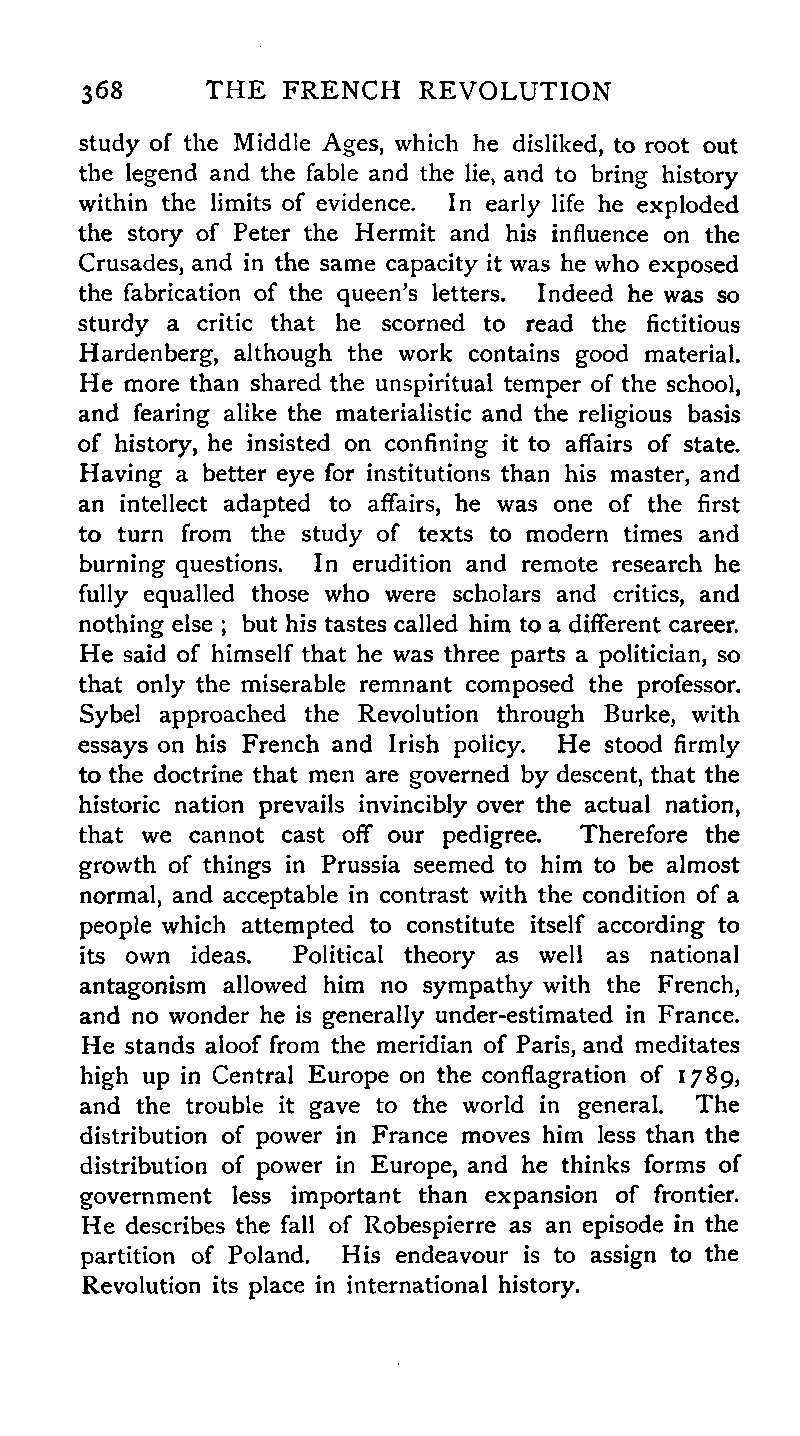 368 THE FRENCH REVOLUTION
study of the Middle Ages, which he disliked, to root out
the legend and the fable and the lie, and to bring history
within the limits of evidence. In early life he exploded
the story of Peter the Hermit and his influence on the
Crusades, and in the same capacity it was he who exposed
the fabrication of the queen's letters. Indeed he was so
sturdy a critic that he scorned to read the fictitious
Hardenberg, although the work contains good material.
He more than shared the unspiritual temper of the school,
and fearing alike the materialistic and the religious basis
of history, he insisted on confining it to affairs of state.
Having a better eye for institutions than his master, and
an intellect adapted to affairs, he was one of the first
to turn from the study of texts to modern times and
burning questions. In erudition and remote research he
fully equalled those who were scholars and critics, and
nothing else ; but his tastes called him to a different career.
He said of himself that he was three parts a politician, so
that only the miserable remnant composed the professor.
Sybel approached the Revolution through Burke, with
essays on his French and Irish policy. He stood firmly
to the doctrine that men are governed by descent, that the
historic nation prevails invincibly over the actual nation,
that we cannot cast off our pedigree. Therefore the
growth of things in Prussia seemed to him to be almost
normal, and acceptable in contrast with the condition of a
people which attempted to constitute itself according to
its own ideas. Political theory as well as national
antagonism allowed him no sympathy with the French,
and no wonder he is generally under-estimated in France.
He stands aloof from the meridian of Paris, and meditates
high up in Central Europe on the conflagration of 1789,
and the trouble it gave to the world in general. The
distribution of power in France moves him less than the
distribution of power in Europe, and he thinks forms of
government less important than expansion of frontier.
He describes the fall of Robespierre as an episode in the
partition of Poland. His endeavour is to assign to the
Revolution its place in international history.